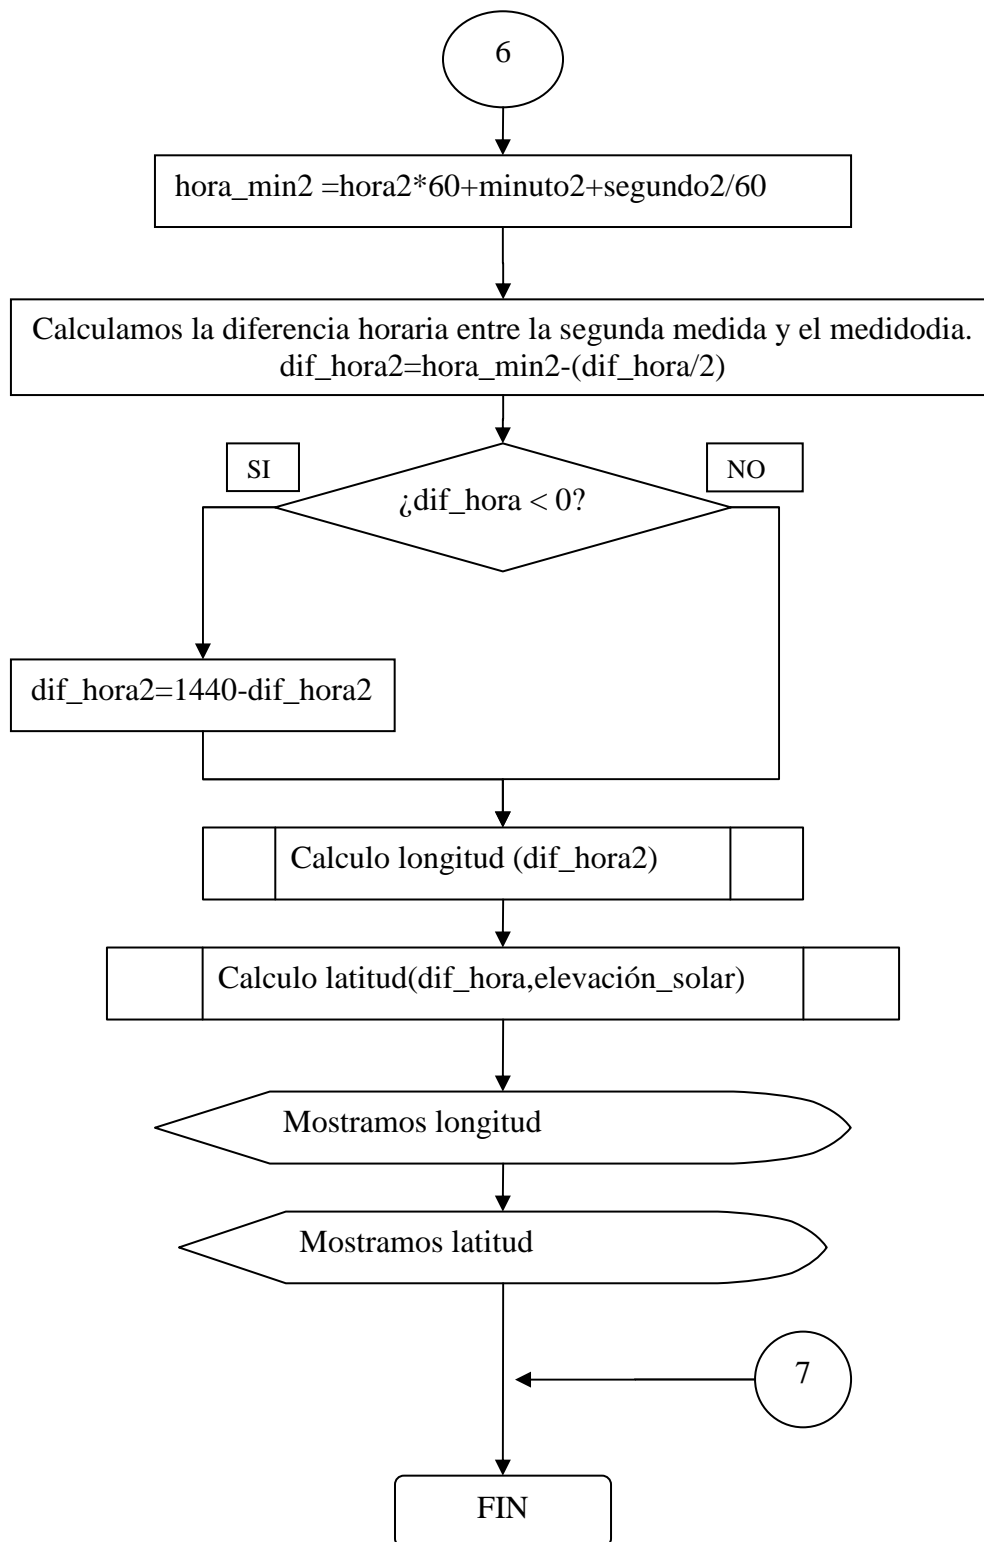 6
hora_min2 =hora2*60+minuto2+segundo2/60
Calculamos la diferencia horaria entre la segunda medida y el medidodia.
dif_hora2=hora_min2-(dif_hora/2)
SI
NO
¿dif_hora < 0?
dif_hora2=1440-dif_hora2
Calculo longitud (dif_hora2)
Calculo latitud(dif_hora,elevación_solar)
Mostramos longitud
Mostramos latitud
7
FIN